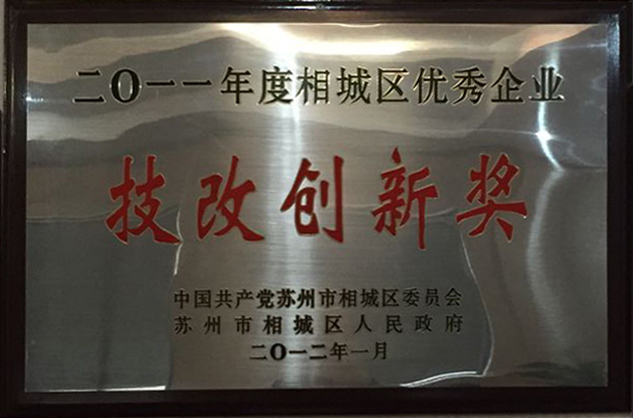 二〇一一年度相城区优秀企业
技改创新奖
中国共产党苏州市相城区委员会
苏州市相城区人民政府
二〇一二年一月